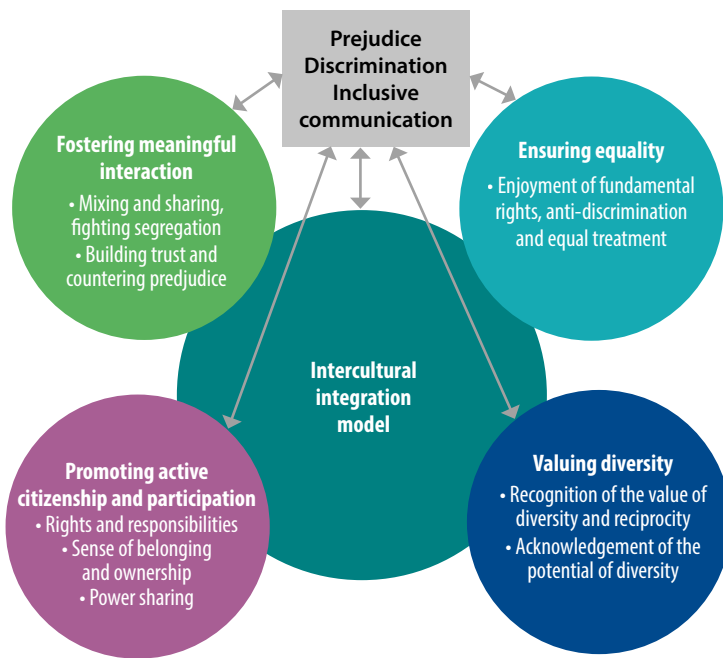 Prejudice
Discrimination
Inclusive
communication
Fostering meaningful
interaction
• Mixing and sharing,
fighting segregation
• Building trust and
countering predjudice
Ensuring equality
• Enjoyment of fundamental
rights, anti-discrimination
and equal treatment
Intercultural
integration
model
Promoting active
citizenship and participation
• Rights and responsibilities
• Sense of belonging
and ownership
• Power sharing
Valuing diversity
• Recognition of the value of
diversity and reciprocity
• Acknowledgement of the
potential of diversity